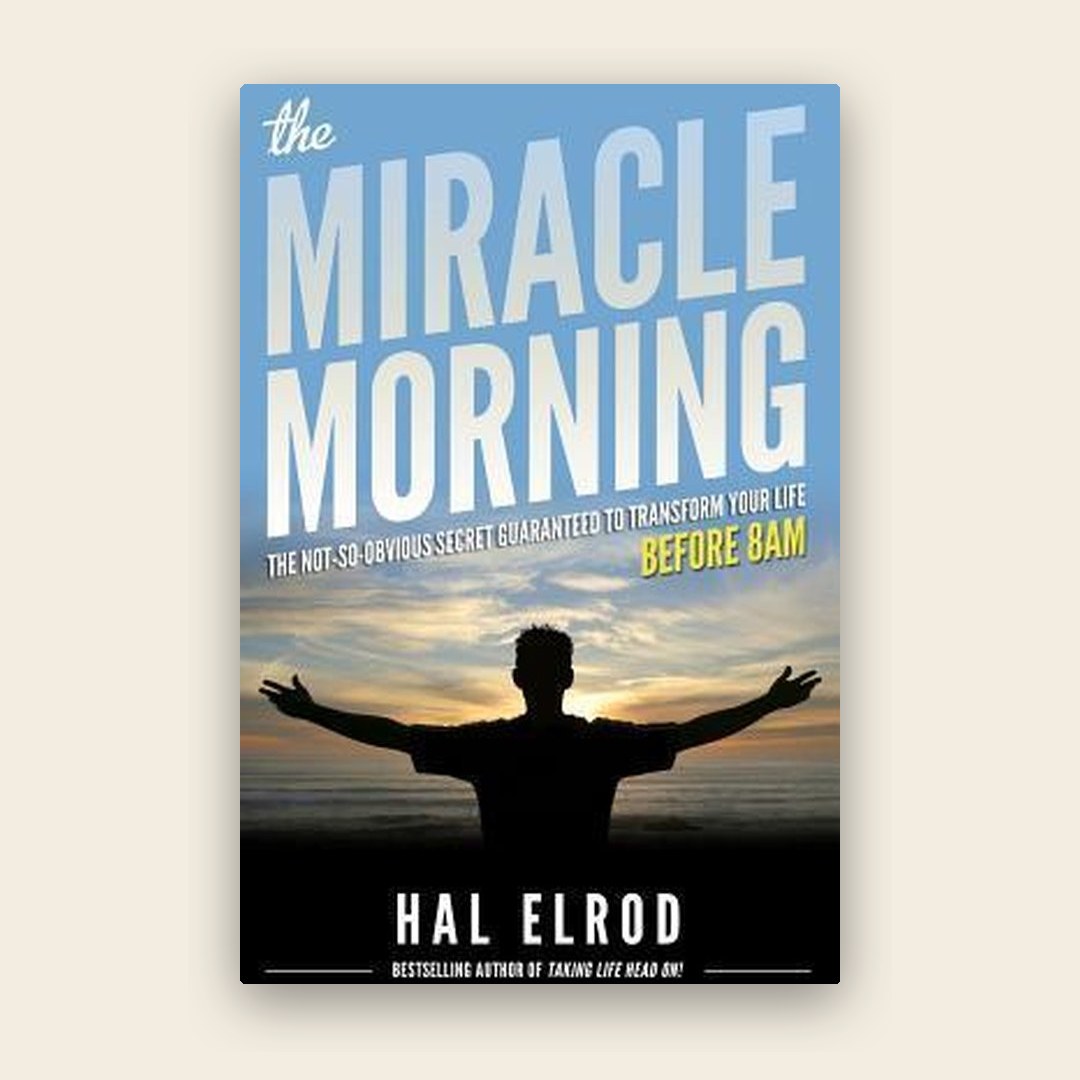 the
MIRACLE
MORNING
THE NOT-SO-OBVIOUS SECRET GUARANTEED TO TRANSFORM YOUR LIFE
BEFORE 8AM
HAL ELROD
BESTSELLING AUTHOR OF TAKING LIFE HEAD ON!